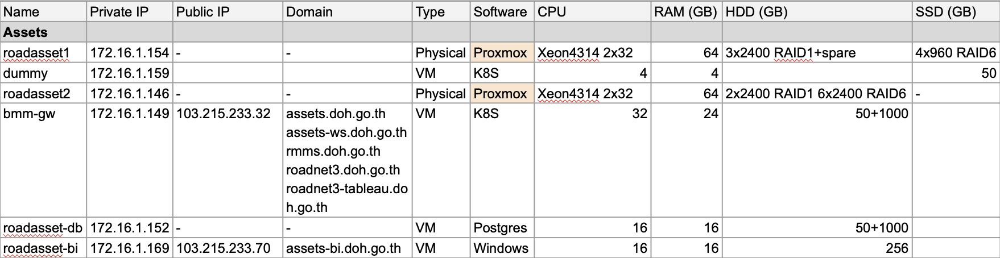 Name Private IP Public IP Domain Type Software CPU RAM (GB) HDD (GB) SSD (GB)
Assets
roadasset1 172.16.1.154 - - Physical Proxmox Xeon4314 2x32 64 3x2400 RAID1+spare 4x960 RAID6
dummy 172.16.1.159 VM K8S 4 4 50
roadasset2 172.16.1.146 - - Physical Proxmox Xeon4314 2x32 64 2x2400 RAID1 6x2400 RAID6 -
bmm-gw 172.16.1.149 103.215.233.32 assets.doh.go.th VM K8S 32 24 50+1000
assets-ws.doh.go.th
rmms.doh.go.th
roadnet3.doh.go.th
roadnet3-tableau.do
h.go.th
roadasset-db 172.16.1.152 - - VM Postgres 16 16 50+1000
roadasset-bi 172.16.1.169 103.215.233.70 assets-bi.doh.go.th VM Windows 16 16 256